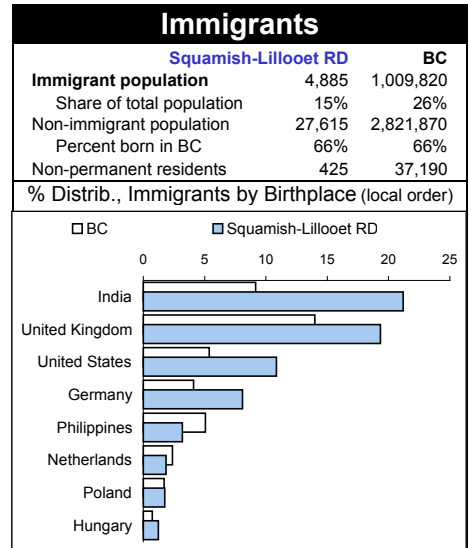 Immigrants
Squamish-Lillooet RD BC
Immigrant population 4,885 1,009,820
Share of total population 15% 26%
Non-immigrant population 27,615 2,821,870
Percent born in BC 66% 66%
Non-permanent residents 425 37,190
% Distrib., Immigrants by Birthplace (local order)
BC Squamish-Lillooet RD
0 5 10 15 20 25
India
United Kingdom
United States
Germany
Philippines
Netherlands
Poland
Hungary